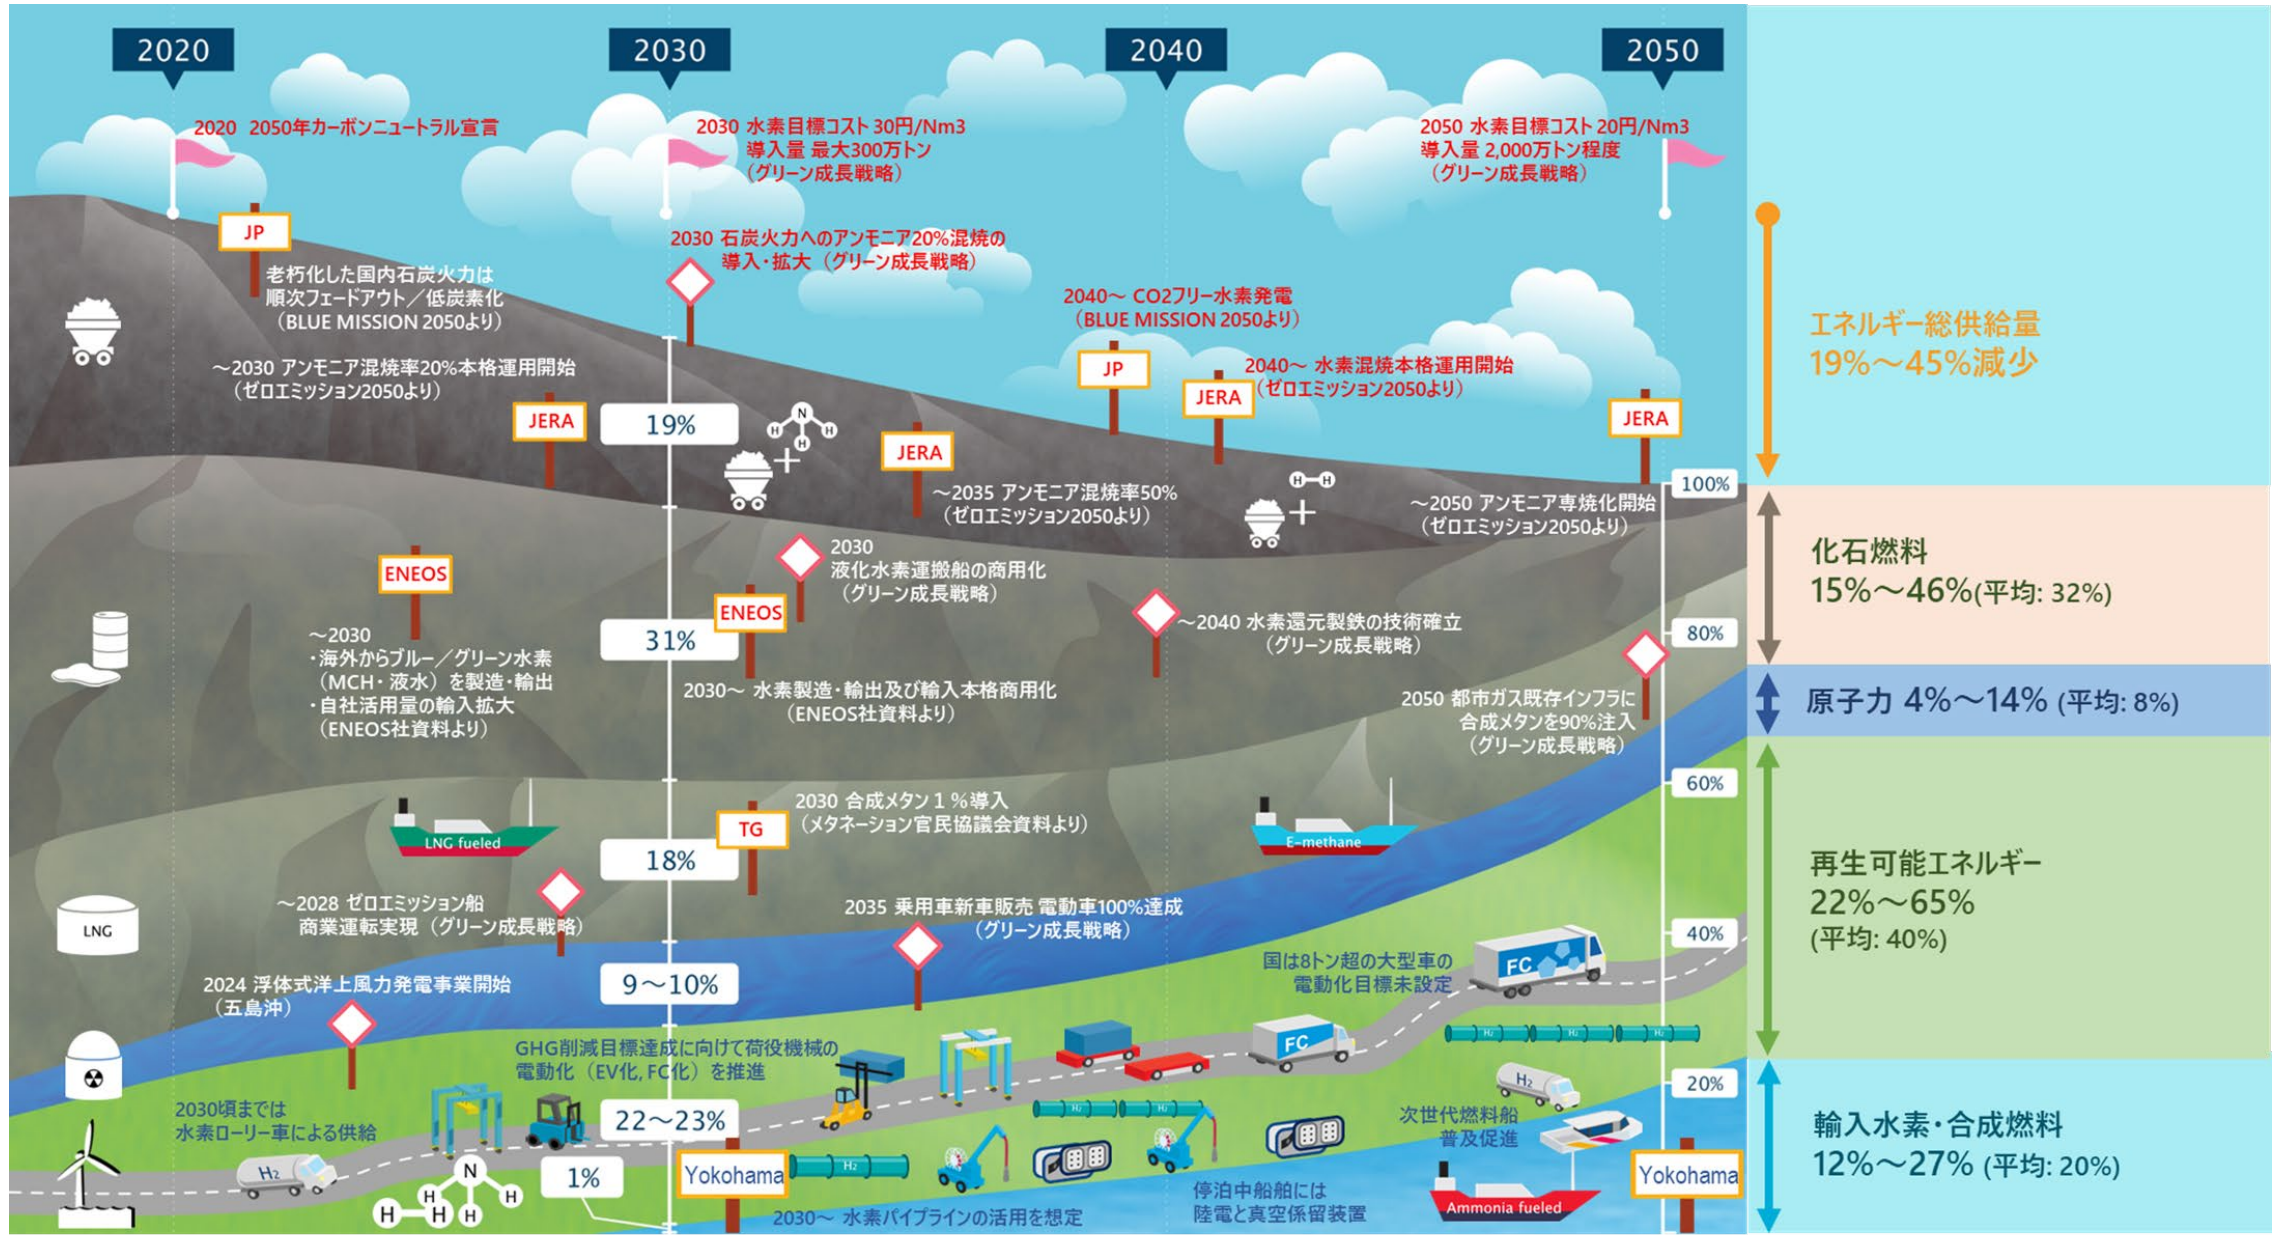 2020
2030
2040
2050
2020 2050年カーボンニュートラル宣言
2030 水素目標コスト 30円/Nm3
導入量 最大300万トン
（グリーン成長戦略）
2050 水素目標コスト 20円/Nm3
導入量 2,000万トン程度
（グリーン成長戦略）
JP
老朽化した国内石炭火力は
順次フェードアウト／低炭素化
（BLUE MISSION 2050より）
2030 石炭火力へのアンモニア20%混焼の
導入・拡大（グリーン成長戦略）
2040～ CO2フリー水素発電
（BLUE MISSION 2050より）
JP
2040～ 水素混焼本格運用開始
（ゼロエミッション2050より）
JERA
JERA
エネルギー総供給量
19%～45%減少
～2030 アンモニア混焼率20%本格運用開始
（ゼロエミッション2050より）
JERA
19%
N
H
H
H
JERA
～2035 アンモニア混焼率50%
（ゼロエミッション2050より）
H
H
～2050 アンモニア専焼化開始
（ゼロエミッション2050より）
100%
化石燃料
15%～46%(平均: 32%)
ENEOS
～2030
・海外からブルー／グリーン水素
（MCH・液水）を製造・輸出
・自社活用量の輸入拡大
（ENEOS社資料より）
2030
液化水素運搬船の商用化
（グリーン成長戦略）
ENEOS
31%
2030～ 水素製造・輸出及び輸入本格商用化
（ENEOS社資料より）
～2040 水素還元製鉄の技術確立
（グリーン成長戦略）
80%
2050 都市ガス既存インフラに
合成メタンを90%注入
（グリーン成長戦略）
原子力 4%～14% (平均: 8%)
60%
LNG fueled
2030 合成メタン１%導入
（メタネーション官民協議会資料より）
TG
18%
E-methane
再生可能エネルギー
22%～65%
(平均: 40%)
LNG
～2028 ゼロエミッション船
商業運転実現（グリーン成長戦略）
2035 乗用車新車販売 電動車100%達成
（グリーン成長戦略）
40%
国は8トン超の大型車の
電動化目標未設定
FC
2024 浮体式洋上風力発電事業開始
（五島沖）
9～10%
GHG削減目標達成に向けて荷役機械の
電動化（EV化, FC化）を推進
FC
H₂
H₂
H₂
H₂
20%
2030頃までは
水素ローリー車による供給
22～23%
H₂
H₂
次世代燃料船
普及促進
輸入水素・合成燃料
12%～27% (平均: 20%)
H₂
N
H
H
H
H
H
1%
Yokohama
H₂
2030～ 水素パイプラインの活用を想定
停泊中船舶には
陸電と真空係留装置
Ammonia fueled
Yokohama